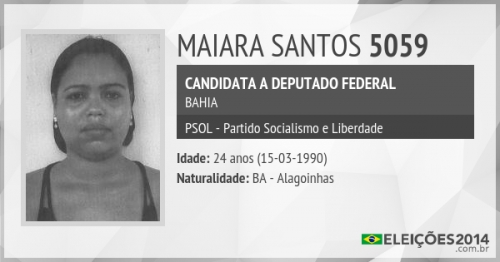 MAIARA SANTOS 5059
CANDIDATA A DEPUTADO FEDERAL
BAHIA
PSOL - Partido Socialismo e Liberdade
Idade: 24 anos (15-03-1990)
Naturalidade: BA - Alagoinhas
ELEIÇÕES2014
.com.br